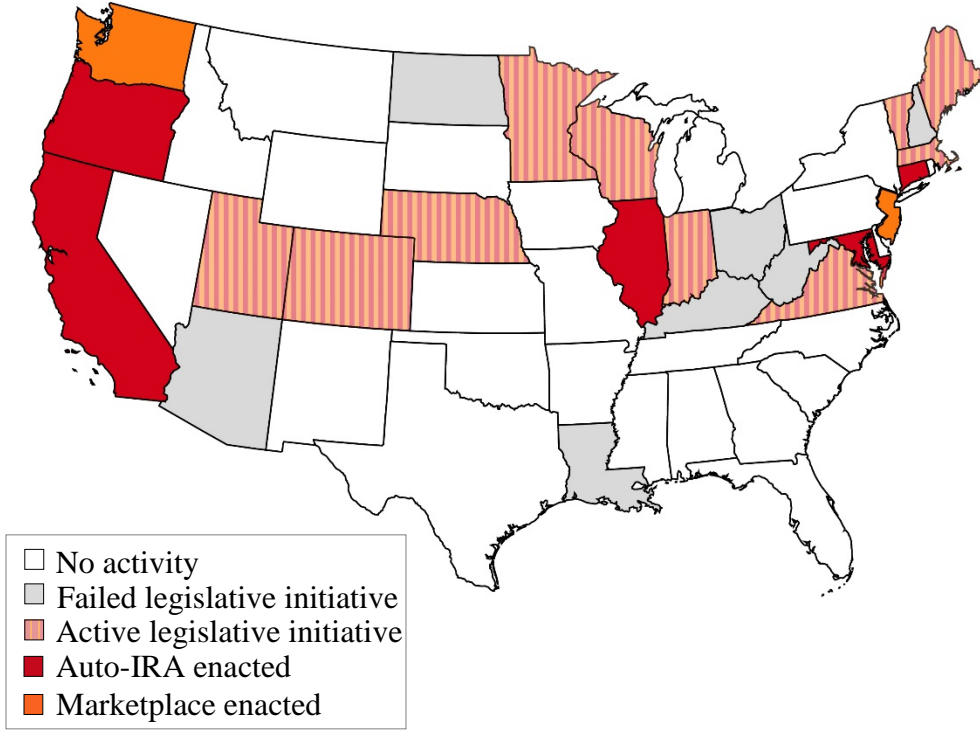 No activity
Failed legislative initiative
Active legislative initiative
Auto-IRA enacted
Marketplace enacted